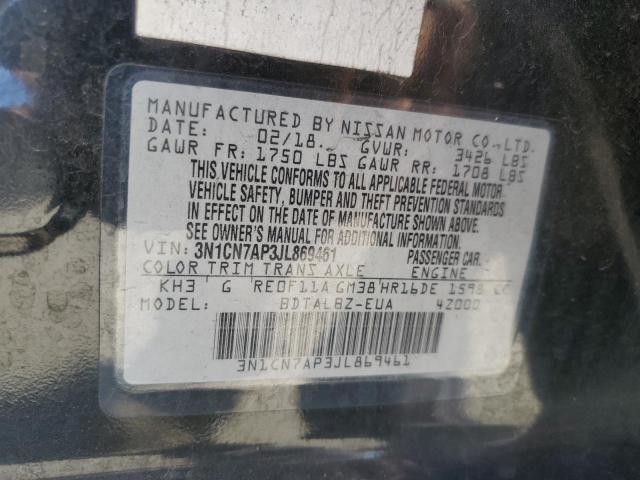 MANUFACTURED BY NISSAN MOTOR CO., LTD.
DATE: 02/18 GVWR: 3426 LBS
GAWR FR: 1750 LBS GAWR RR: 1708 LBS
THIS VEHICLE CONFORMS TO ALL APPLICABLE FEDERAL MOTOR
VEHICLE SAFETY, BUMPER AND THEFT PREVENTION STANDARDS
IN EFFECT ON THE DATE OF MANUFACTURE SHOWN ABOVE.
SEE OWNER'S MANUAL FOR ADDITIONAL INFORMATION.
VIN: 3N1CN7AP3JL869461 PASSENGER CAR.
COLOR TRIM TRANS AXLE ENGINE
KH3 G RE0F11A GM38 HR16DE 1598 CC
MODEL: BDTALBZ-EUA 42000
3N1CN7AP3JL869461